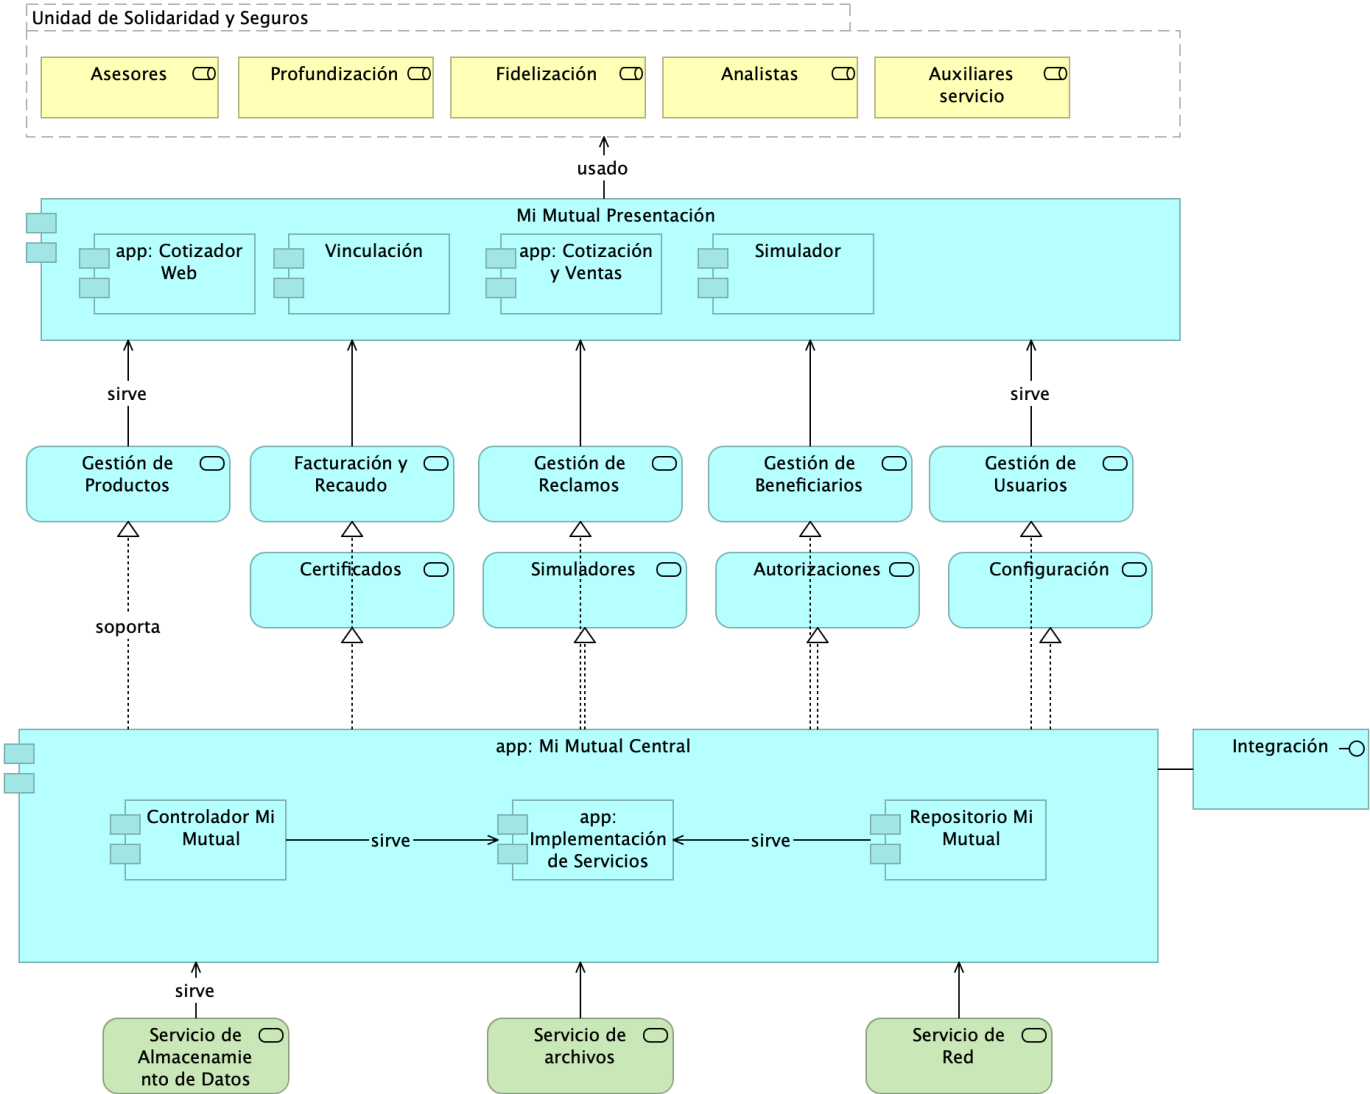 Unidad de Solidaridad y Seguros
Asesores
Profundización
Fidelización
Analistas
Auxiliares
servicio
usado
Mi Mutual Presentación
app: Cotizador
Web
Vinculación
app: Cotización
y Ventas
Simulador
sirve
sirve
Gestión de
Productos
Facturación y
Recaudo
Gestión de
Reclamos
Gestión de
Beneficiarios
Gestión de
Usuarios
Certificados
Simuladores
Autorizaciones
Configuración
soporta
app: Mi Mutual Central
Integración
Controlador Mi
Mutual
sirve
app:
Implementación
de Servicios
sirve
Repositorio Mi
Mutual
sirve
Servicio de
Almacenamie
nto de Datos
Servicio de
archivos
Servicio de
Red